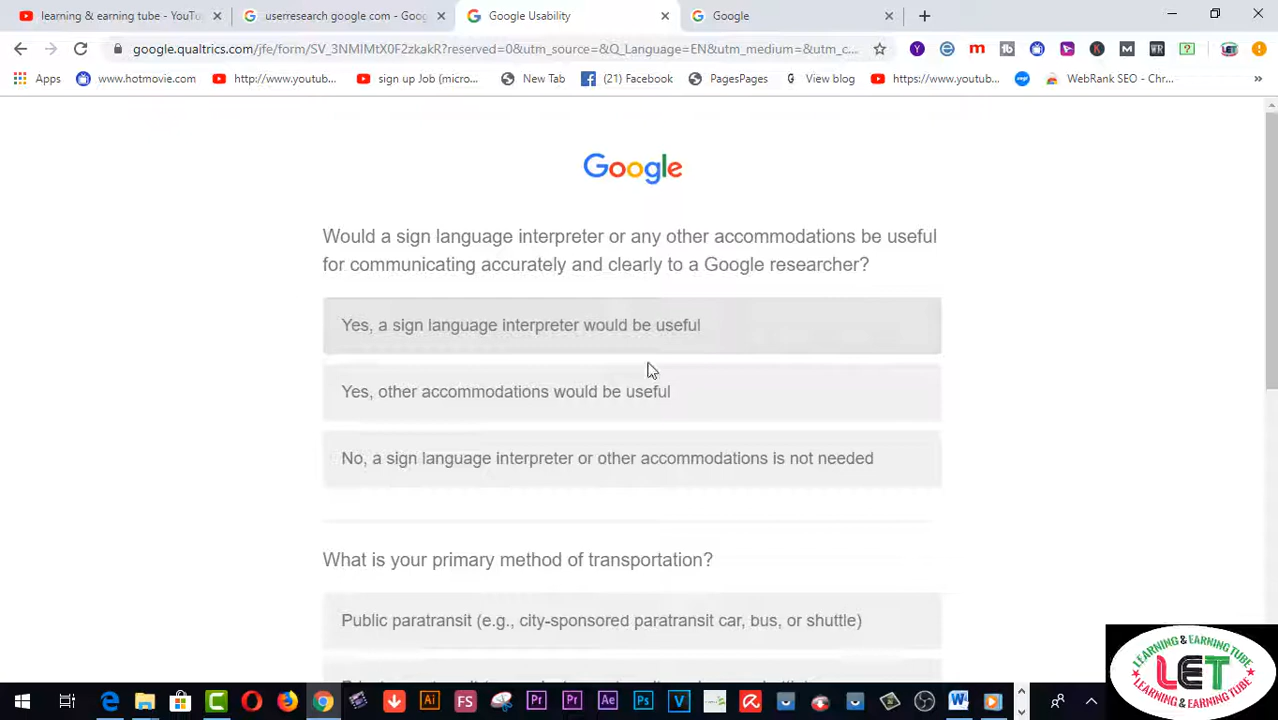 learning & earning tube - YouTu
userresearch google com - Goog
Google Usability
Google
google.qualtrics.com/jfe/form/SV_3NMIMtX0F2zkakR?reserved=0&utm_source=&Q_Language=EN&utm_medium=&utm_c...
Apps
www.hotmovie.com
http://www.youtub...
sign up Job (micro...
New Tab
(21) Facebook
PagesPages
View blog
https://www.youtub...
WebRank SEO - Chr...
Google
Would a sign language interpreter or any other accommodations be useful
for communicating accurately and clearly to a Google researcher?
Yes, a sign language interpreter would be useful
Yes, other accommodations would be useful
No, a sign language interpreter or other accommodations is not needed
What is your primary method of transportation?
Public paratransit (e.g., city-sponsored paratransit car, bus, or shuttle)
LEARNING & EARNING TUBE
LET
LEARNING & EARNING TUBE